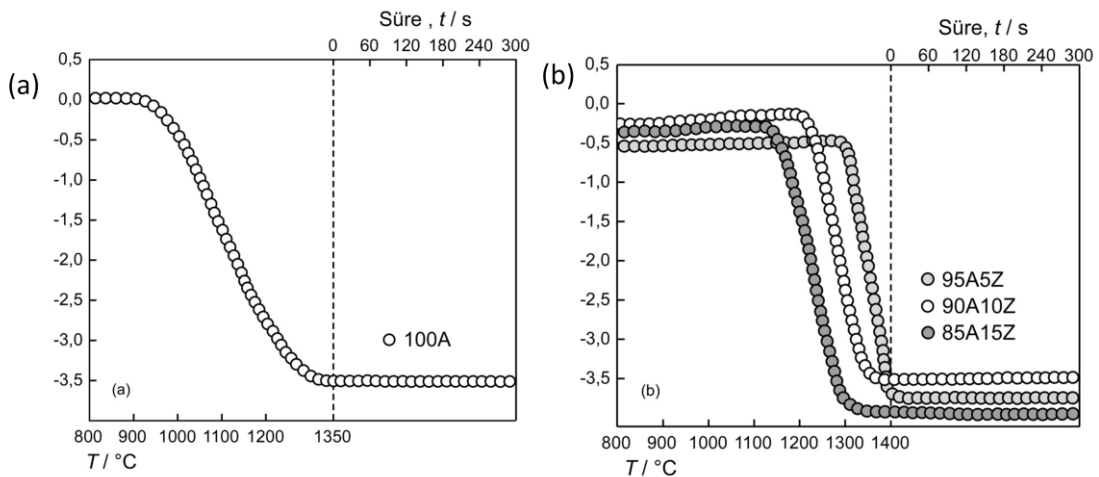 (a)
Süre , t / s
0 60 120 180 240 300
0,5
0,0
-0,5
-1,0
-1,5
-2,0
-2,5
-3,0
-3,5
100A
(a)
800 900 1000 1100 1200 1350
T / °C
(b)
Süre, t / s
0 60 120 180 240 300
0,5
0,0
-0,5
-1,0
-1,5
-2,0
-2,5
-3,0
-3,5
95A5Z
90A10Z
85A15Z
(b)
800 900 1000 1100 1200 1300 1400
T / °C